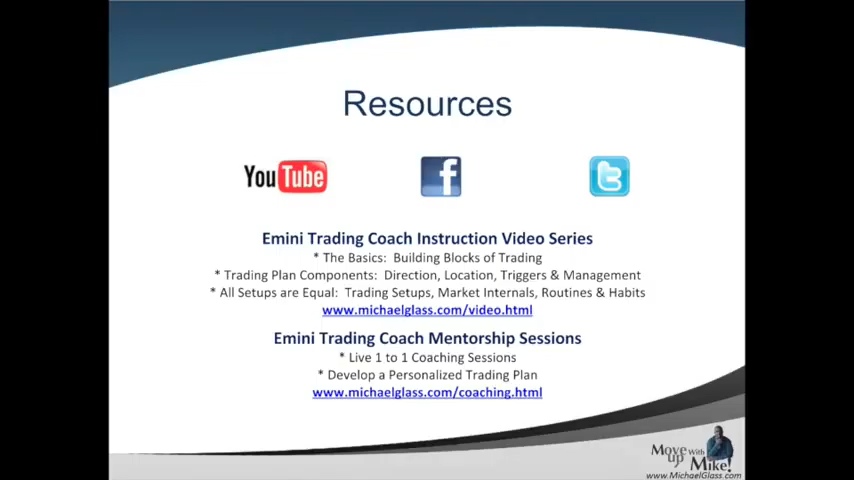 Resources
YouTube
f
t
Emini Trading Coach Instruction Video Series
* The Basics: Building Blocks of Trading
* Trading Plan Components: Direction, Location, Triggers & Management
* All Setups are Equal: Trading Setups, Market Internals, Routines & Habits
www.michaelglass.com/video.html
Emini Trading Coach Mentorship Sessions
* Live 1 to 1 Coaching Sessions
* Develop a Personalized Trading Plan
www.michaelglass.com/coaching.html
Move up With Mike!
www.MichaelGlass.com